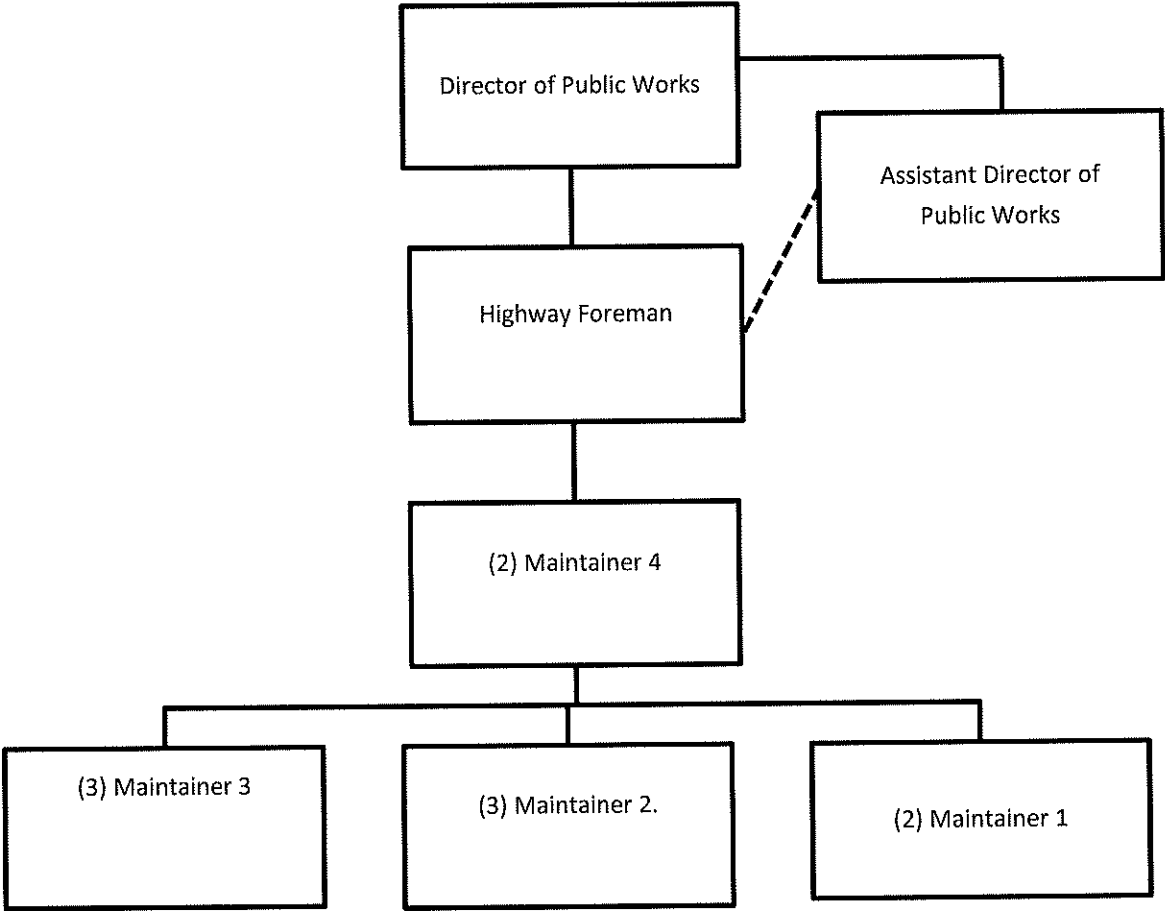 Director of Public Works
Assistant Director of
Public Works
Highway Foreman
(2) Maintainer 4
(3) Maintainer 3
(3) Maintainer 2.
(2) Maintainer 1